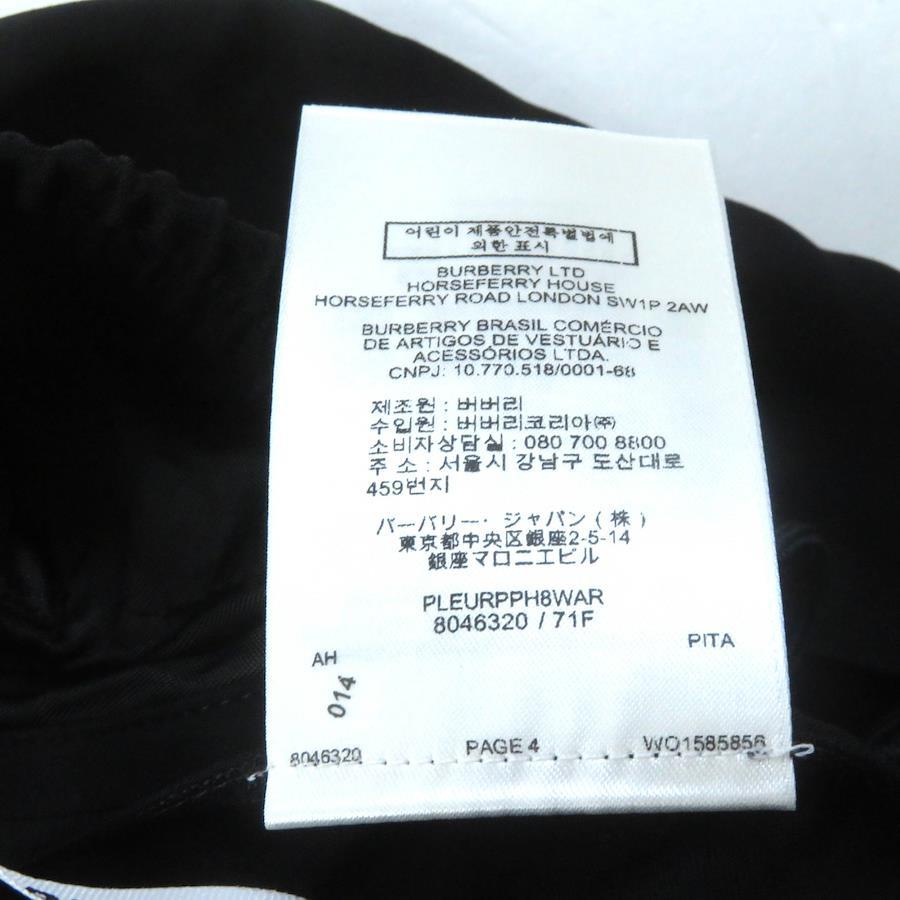 어린이 제품안전특별법에
의한 표시
BURBERRY LTD
HORSEFERRY HOUSE
HORSEFERRY ROAD LONDON SW1P 2AW
BURBERRY BRASIL COMÉRCIO
DE ARTIGOS DE VESTUÁRIO E
ACESSÓRIOS LTDA.
CNPJ: 10.770.518/0001-68
제조원 : 버버리
수입원 : 버버리코리아㈜
소비자상담실 : 080 700 8800
주 소 : 서울시 강남구 도산대로
459번지
バーバリー・ジャパン ( 株 )
東京都中央区銀座2-5-14
銀座マロニエビル
PLEURPPH8WAR
8046320 / 71F
PITA
AH
014
8046320 PAGE 4 WO1585856